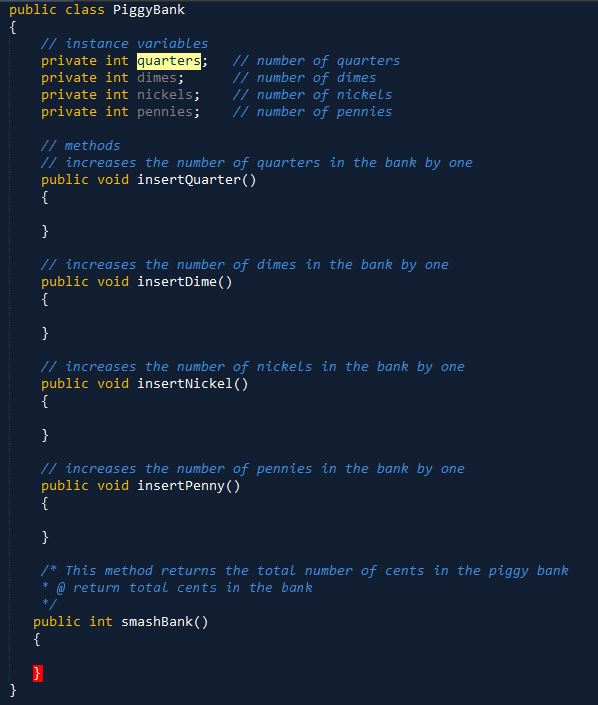 public class PiggyBank
{
// instance variables
private int quarters; // number of quarters
private int dimes; // number of dimes
private int nickels; // number of nickels
private int pennies; // number of pennies
// methods
// increases the number of quarters in the bank by one
public void insertQuarter()
{
}
// increases the number of dimes in the bank by one
public void insertDime()
{
}
// increases the number of nickels in the bank by one
public void insertNickel()
{
}
// increases the number of pennies in the bank by one
public void insertPenny()
{
}
/* This method returns the total number of cents in the piggy bank
* @ return total cents in the bank
*/
public int smashBank()
{
}
}